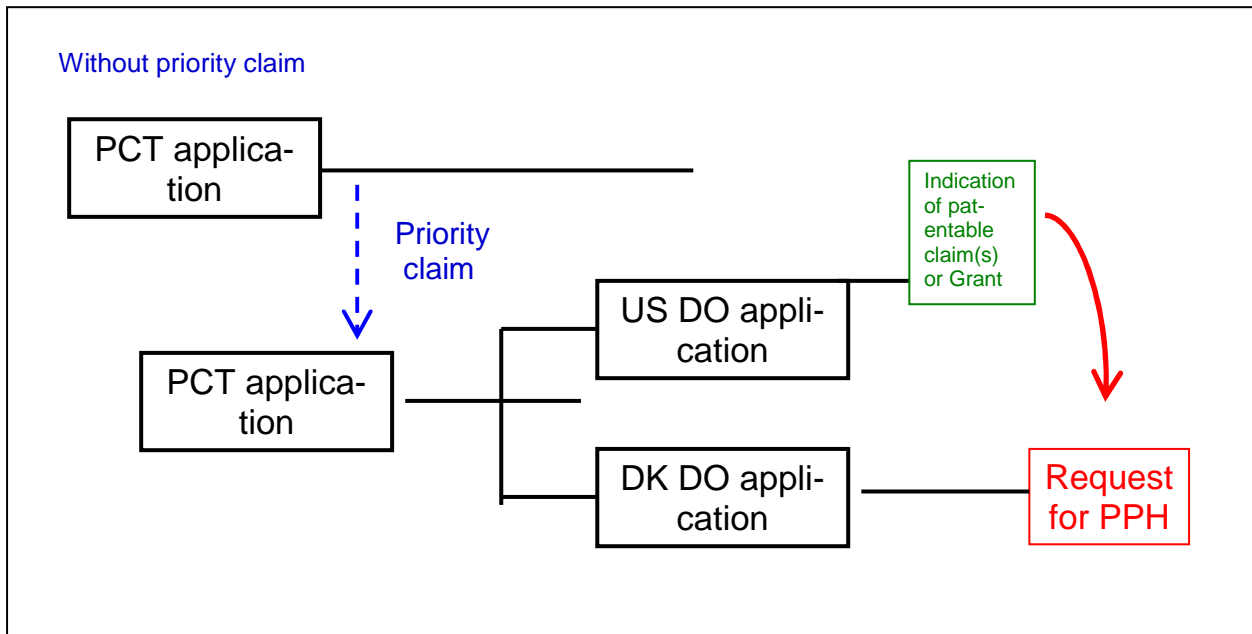 Without priority claim
PCT applica-
tion
Indication
of pat-
entable
claim(s)
or Grant
Priority
claim
US DO appli-
cation
PCT applica-
tion
DK DO appli-
cation
Request
for PPH